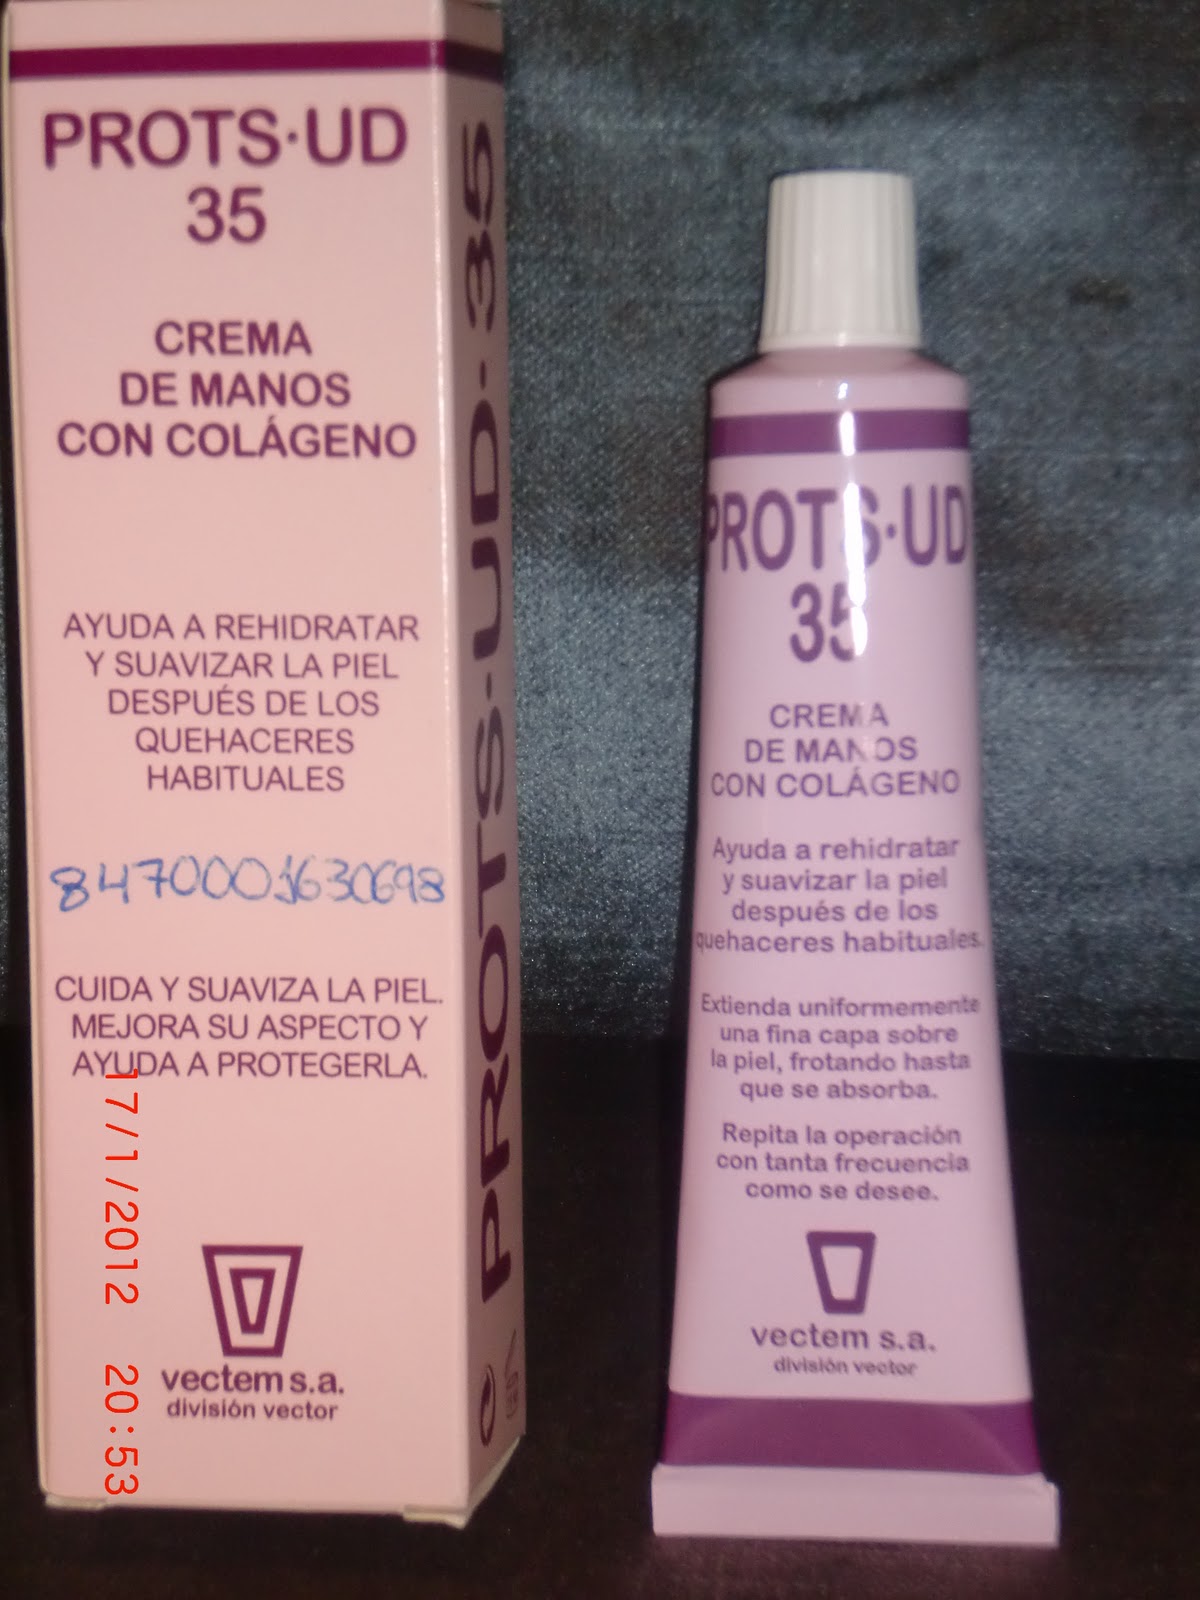 PROTS·UD
35
CREMA
DE MANOS
CON COLÁGENO
AYUDA A REHIDRATAR
Y SUAVIZAR LA PIEL
DESPUÉS DE LOS
QUEHACERES
HABITUALES
8470001630698
CUIDA Y SUAVIZA LA PIEL.
MEJORA SU ASPECTO Y
AYUDA A PROTEGERLA.
vectem s.a.
división vector
PROTS·UD·35
17/1/2012 20:53
PROTS·UD
35
CREMA
DE MANOS
CON COLÁGENO
Ayuda a rehidratar
y suavizar la piel
después de los
quehaceres habituales.
Extienda uniformemente
una fina capa sobre
la piel, frotando hasta
que se absorba.
Repita la operación
con tanta frecuencia
como se desee.
vectem s.a.
división vector